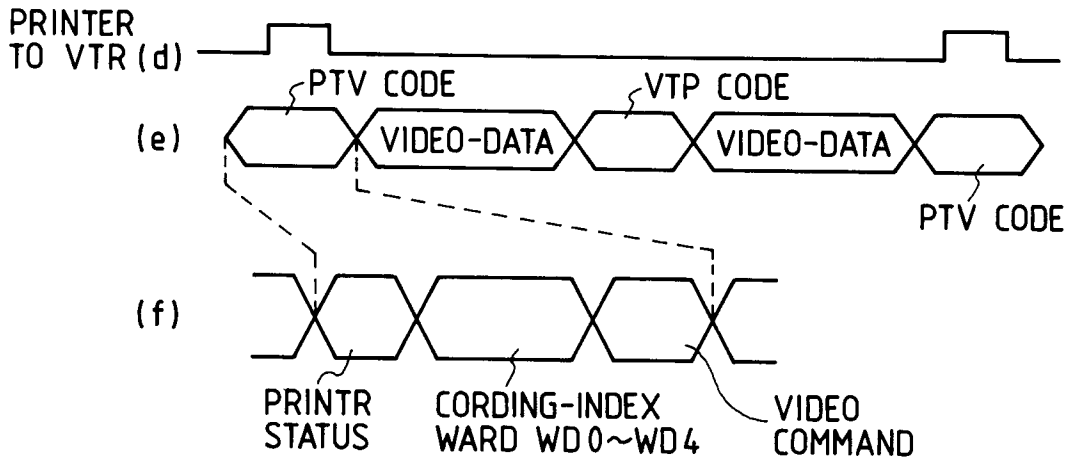 PRINTER
TO VTR (d)
PTV CODE
VTP CODE
(e)
VIDEO-DATA
VIDEO-DATA
PTV CODE
(f)
PRINTR
STATUS
CORDING-INDEX
WARD WD0~WD4
VIDEO
COMMAND